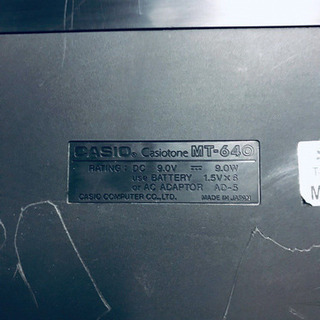 CASIO® Casiotone MT-640
RATING : DC 9.0V ⎓ 9.0W
use BATTERY 1.5V×6
or AC ADAPTOR AD-5
CASIO COMPUTER CO.,LTD. MADE IN JAPAN